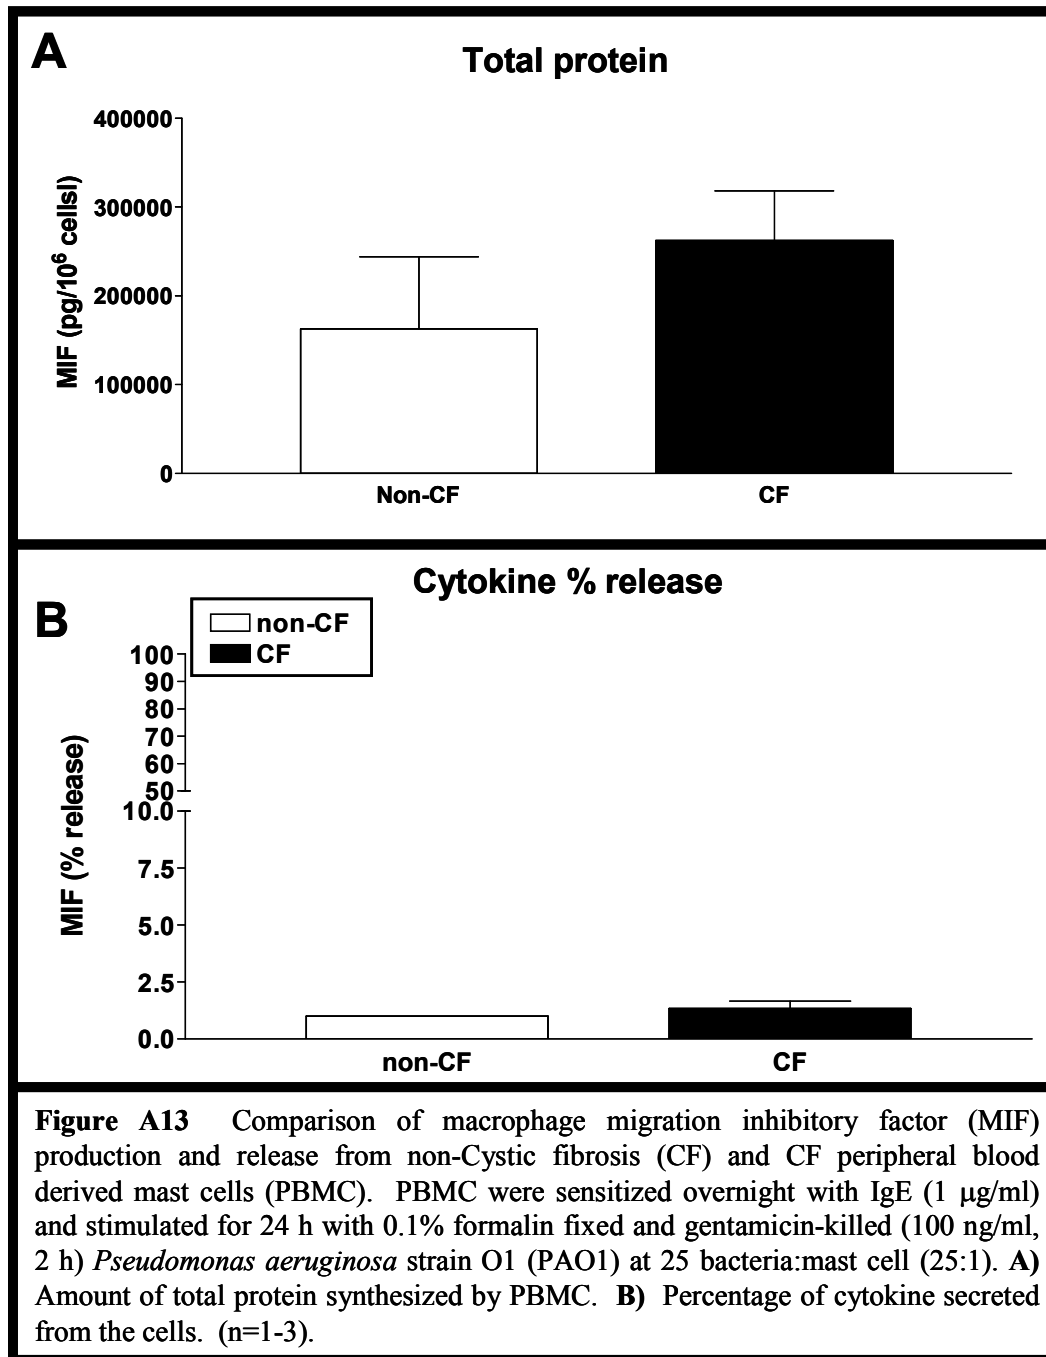 A
Total protein
400000
300000
200000
100000
0
MIF (pg/10⁶ cellsl)
Non-CF
CF
B
Cytokine % release
non-CF
CF
100
90
80
70
60
50
10.0
7.5
5.0
2.5
0.0
MIF (% release)
non-CF
CF
Figure A13 Comparison of macrophage migration inhibitory factor (MIF)
production and release from non-Cystic fibrosis (CF) and CF peripheral blood
derived mast cells (PBMC). PBMC were sensitized overnight with IgE (1 μg/ml)
and stimulated for 24 h with 0.1% formalin fixed and gentamicin-killed (100 ng/ml,
2 h) Pseudomonas aeruginosa strain O1 (PAO1) at 25 bacteria:mast cell (25:1). A)
Amount of total protein synthesized by PBMC. B) Percentage of cytokine secreted
from the cells. (n=1-3).